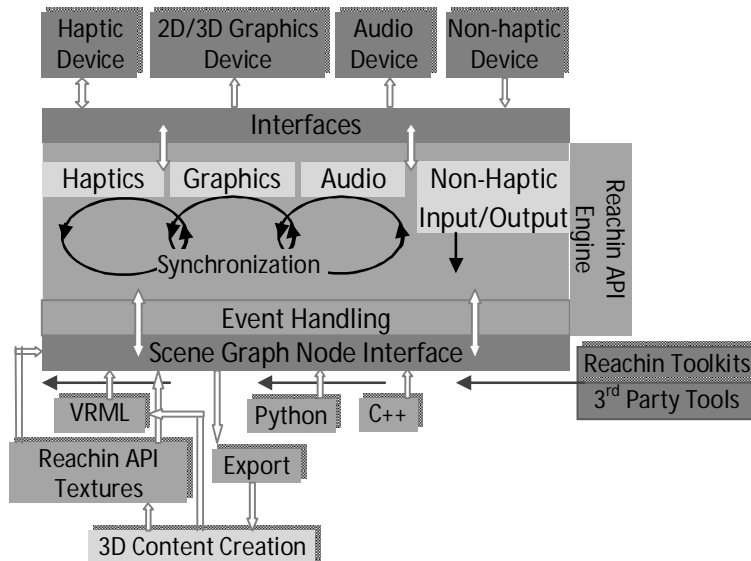 Haptic
Device
2D/3D Graphics
Device
Audio
Device
Non-haptic
Device
Interfaces
Haptics
Graphics
Audio
Non-Haptic
Input/Output
Synchronization
Reachin API
Engine
Event Handling
Scene Graph Node Interface
Reachin Toolkits
3rd Party Tools
VRML
Python
C++
Reachin API
Textures
Export
3D Content Creation